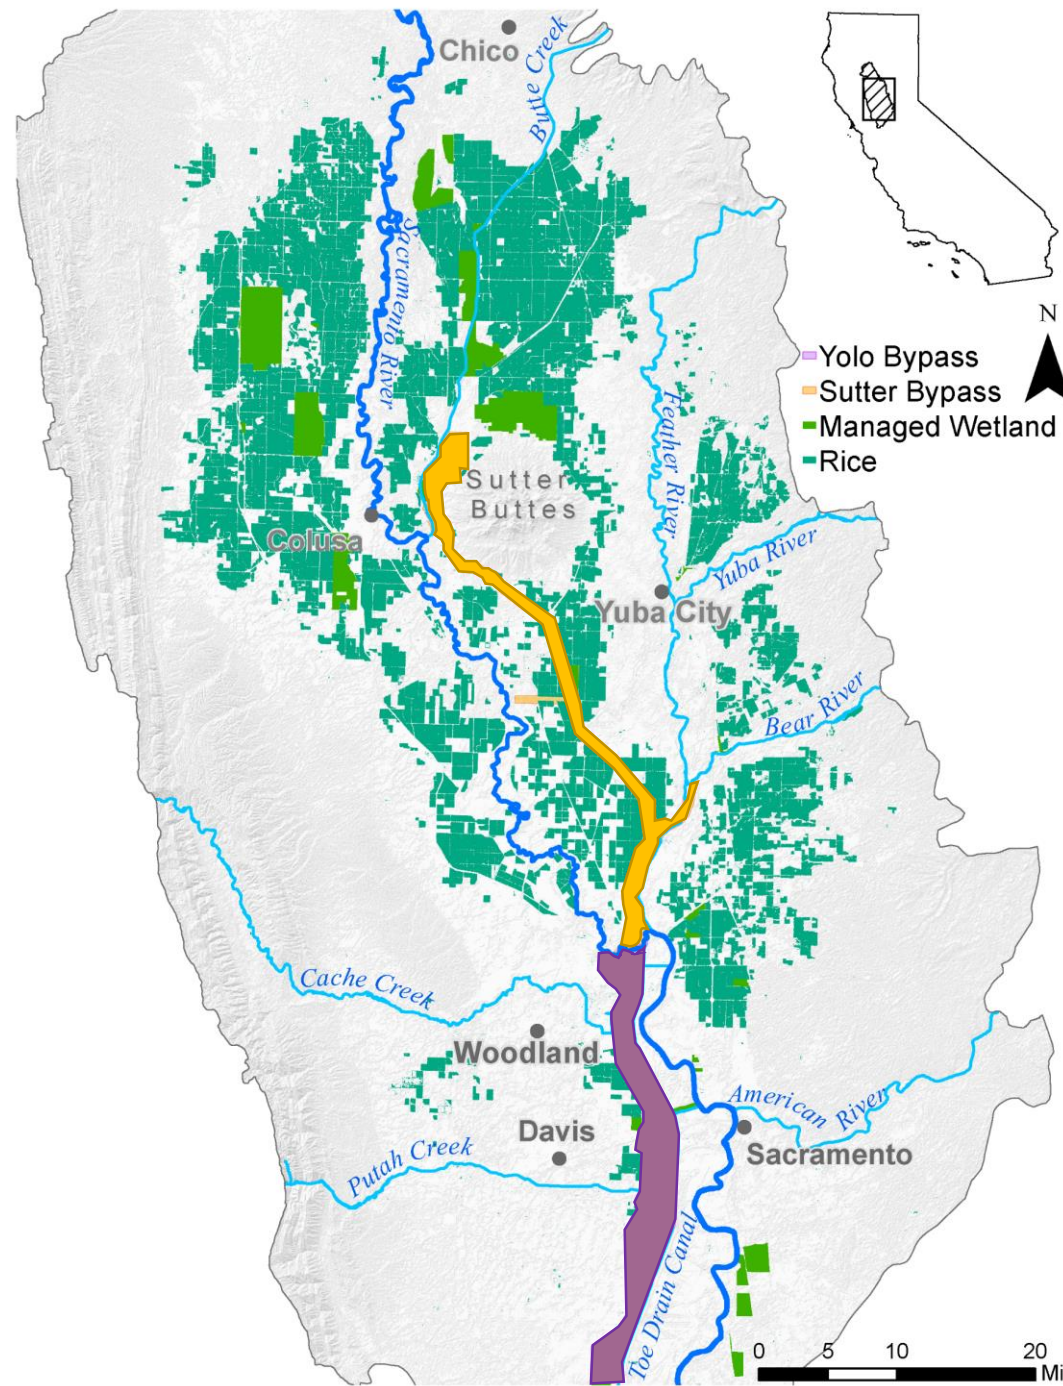 Chico
Butte Creek
N
Yolo Bypass
Sutter Bypass
Managed Wetland
Rice
Sacramento River
Feather River
Sutter
Buttes
Colusa
Yuba River
Yuba City
Bear River
Cache Creek
Woodland
American River
Davis
Sacramento
Putah Creek
Toe Drain Canal
0 5 10 20
Mi